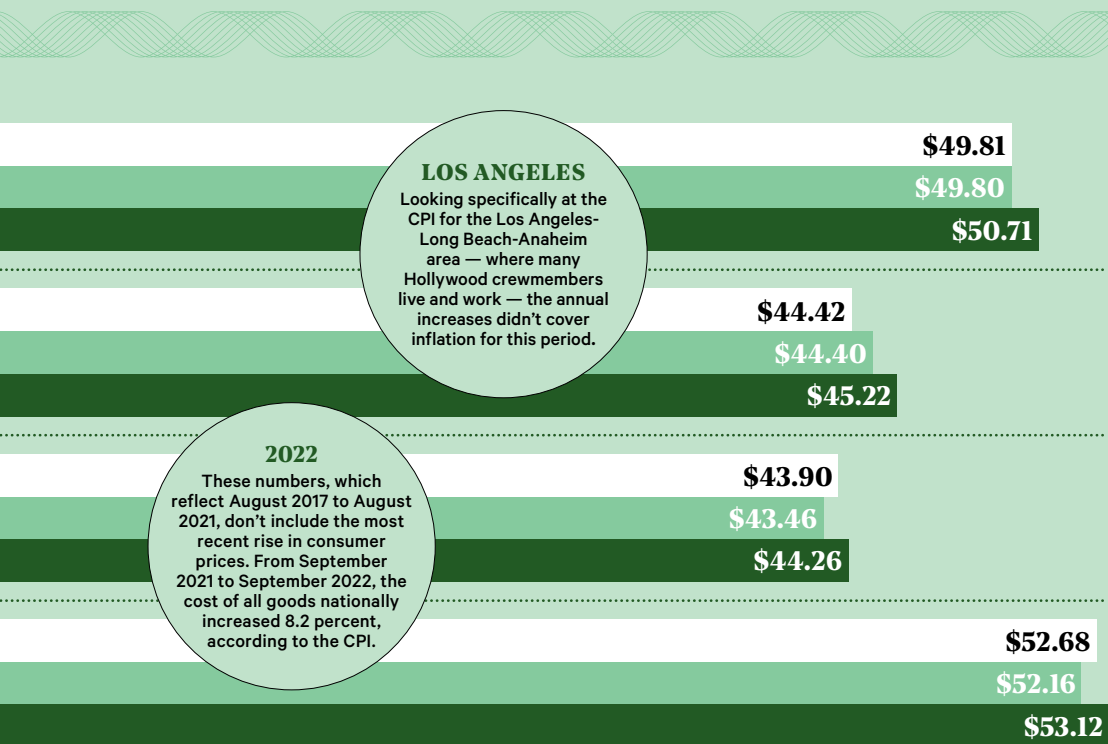 $49.81
$49.80
$50.71
LOS ANGELES
Looking specifically at the
CPI for the Los Angeles-
Long Beach-Anaheim
area — where many
Hollywood crewmembers
live and work — the annual
increases didn’t cover
inflation for this period.
$44.42
$44.40
$45.22
2022
These numbers, which
reflect August 2017 to August
2021, don’t include the most
recent rise in consumer
prices. From September
2021 to September 2022, the
cost of all goods nationally
increased 8.2 percent,
according to the CPI.
$43.90
$43.46
$44.26
$52.68
$52.16
$53.12